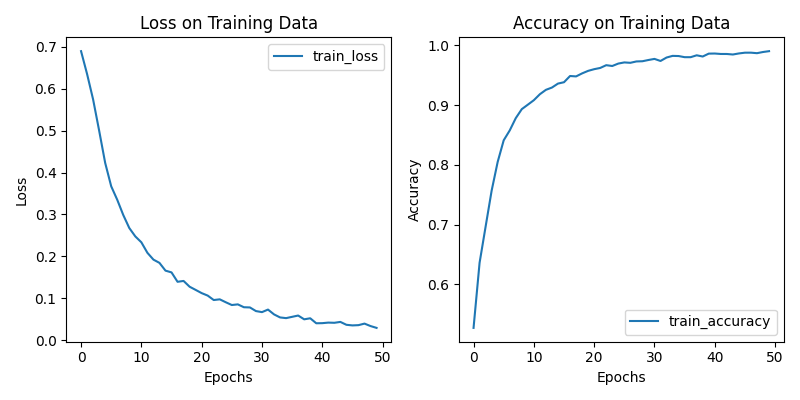 Loss on Training Data
0.7
0.6
0.5
0.4
0.3
0.2
0.1
0.0
Loss
train_loss
0 10 20 30 40 50
Epochs
Accuracy on Training Data
1.0
0.9
0.8
0.7
0.6
Accuracy
train_accuracy
0 10 20 30 40 50
Epochs